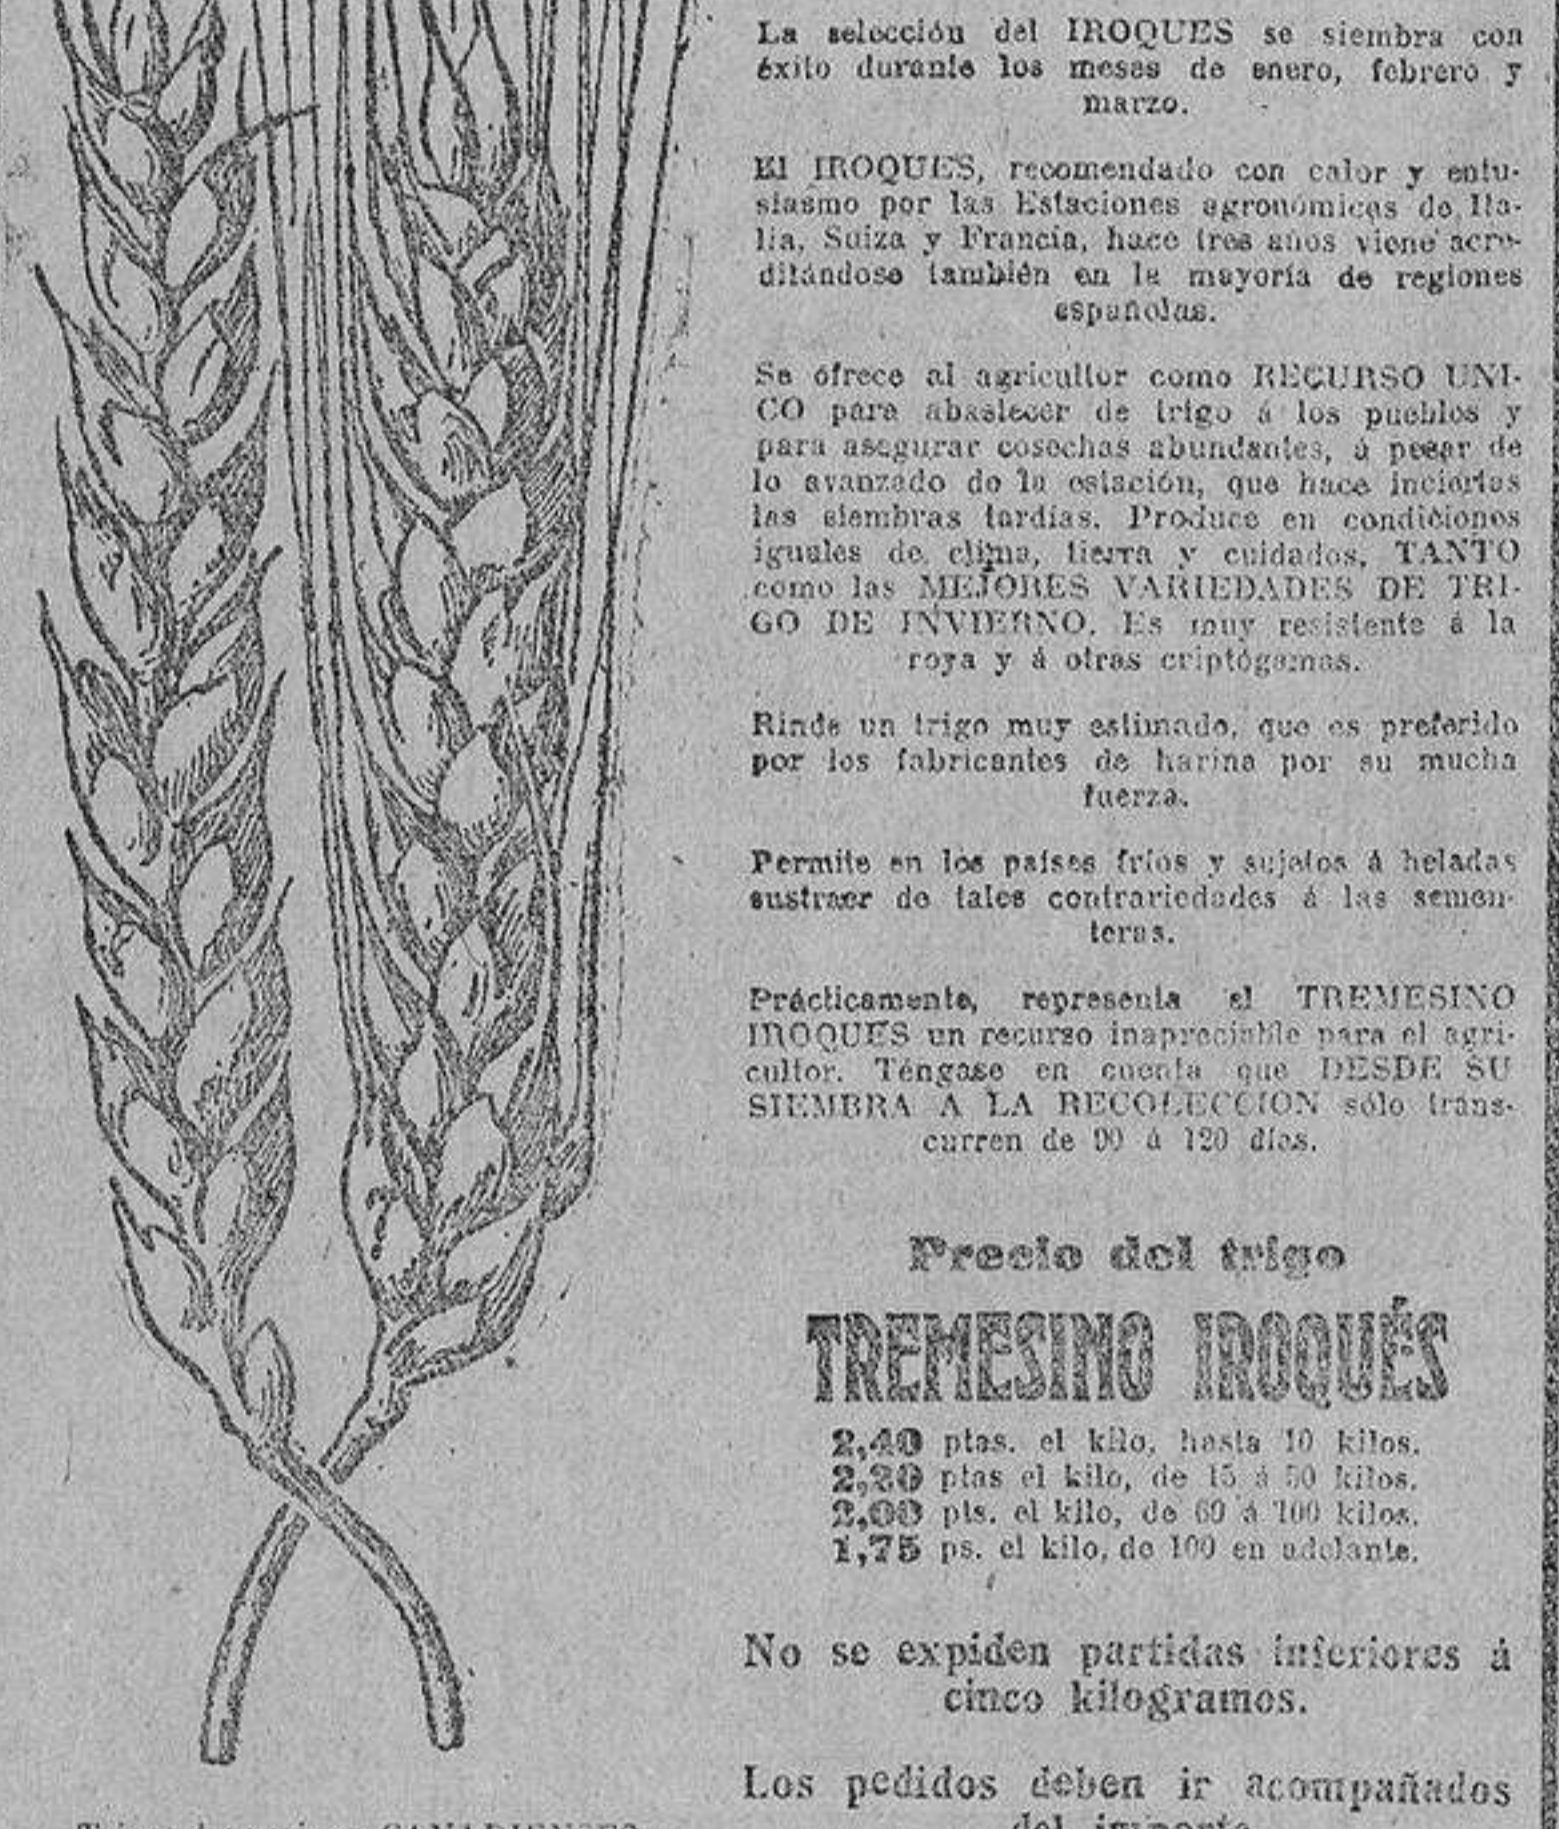 La selección del IROQUES se siembra con
éxito durante los meses de enero, febrero y
marzo.
El IROQUES, recomendado con calor y entu-
siasmo por las Estaciones agronómicas de Ita-
lia, Suiza y Francia, hace tres años viene acre-
ditándose también en la mayoría de regiones
españolas.
Se ofrece al agricultor como RECURSO UNI-
CO para abastecer de trigo á los pueblos y
para asegurar cosechas abundantes, á pesar de
lo avanzado de la estación, que hace inciertas
las siembras tardías. Produce en condiciones
iguales de clima, tierra y cuidados, TANTO
como las MEJORES VARIEDADES DE TRI-
GO DE INVIERNO. Es muy resistente á la
roya y á otras criptógamas.
Rinde un trigo muy estimado, que es preferido
por los fabricantes de harina por su mucha
fuerza.
Permite en los países fríos y sujetos á heladas
sustraer de tales contrariedades á las semen-
teras.
Prácticamente, representa el TREMESINO
IROQUES un recurso inapreciable para el agri-
cultor. Téngase en cuenta que DESDE SU
SIEMBRA A LA RECOLECCION sólo trans-
curren de 90 á 120 días.
Precio del trigo
TREMESINO IROQUÉS
2,40 ptas. el kilo, hasta 10 kilos.
2,20 ptas el kilo, de 15 á 50 kilos.
2,00 pts. el kilo, de 60 á 100 kilos.
1,75 ps. el kilo, de 100 en adelante.
No se expiden partidas inferiores á
cinco kilogramos.
Los pedidos deben ir acompañados
del importe